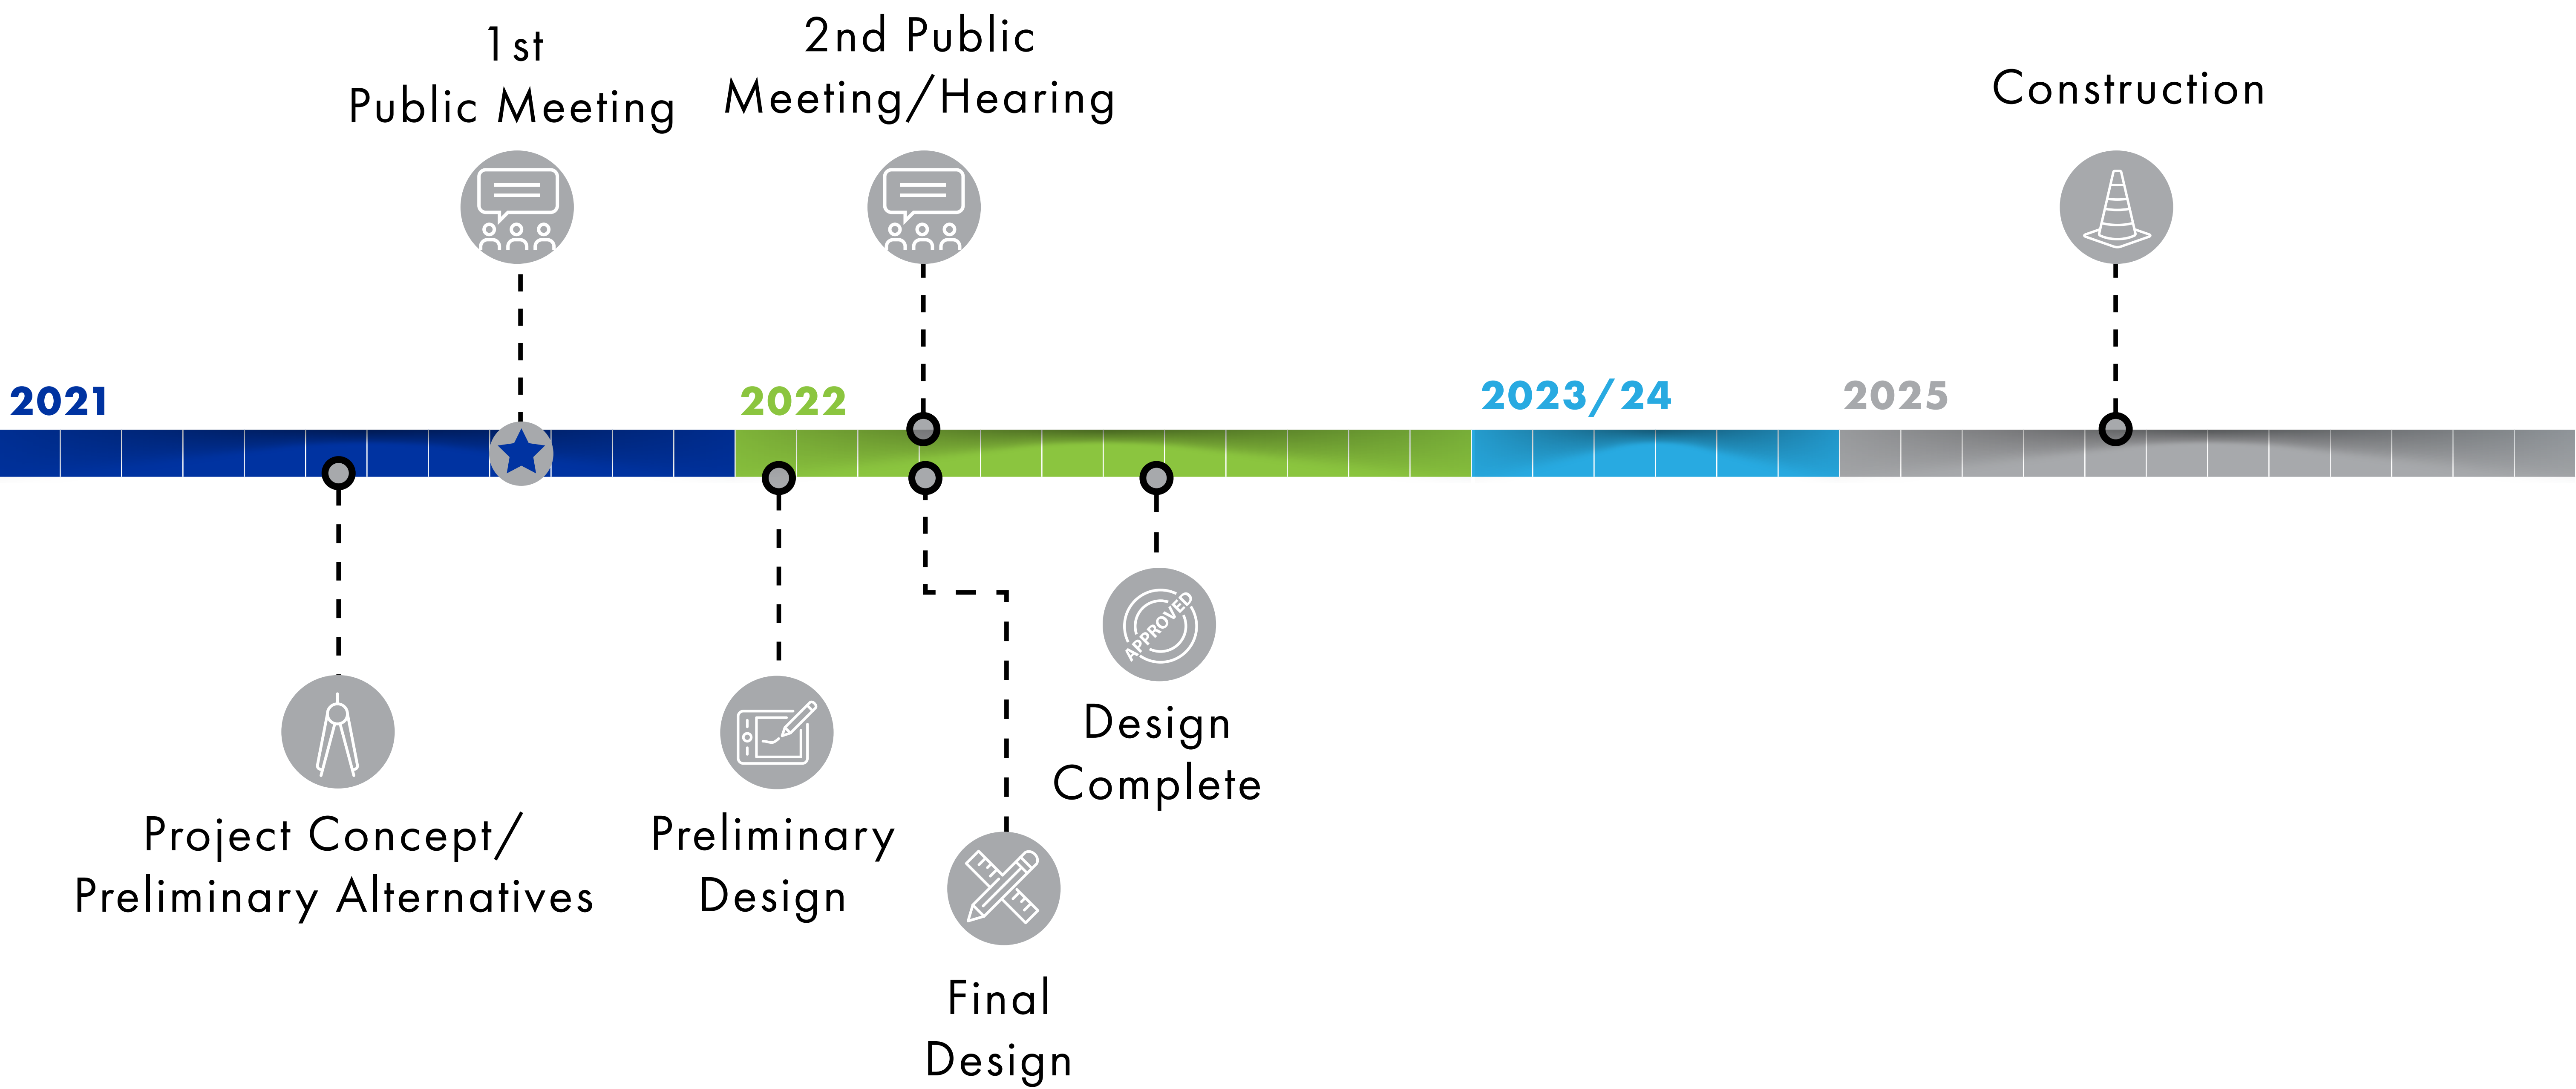 1st
Public Meeting
2nd Public
Meeting/Hearing
Construction
2021
2022
2023/24
2025
Project Concept/
Preliminary Alternatives
Preliminary
Design
Final
Design
APPROVED
Design
Complete